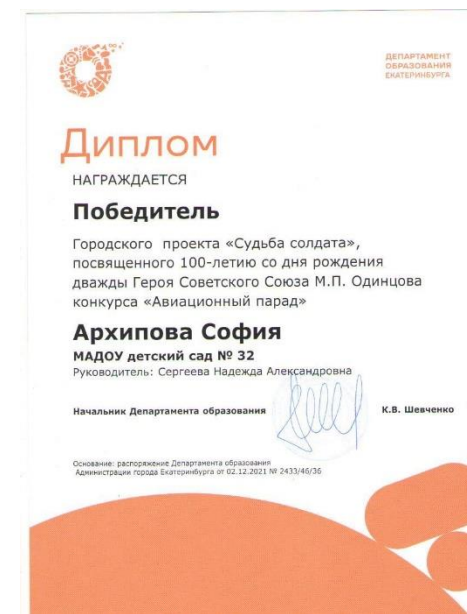 ДЕПАРТАМЕНТ
ОБРАЗОВАНИЯ
ЕКАТЕРИНБУРГА
Диплом
НАГРАЖДАЕТСЯ
Победитель
Городского проекта «Судьба солдата»,
посвященного 100-летию со дня рождения
дважды Героя Советского Союза М.П. Одинцова
конкурса «Авиационный парад»
Архипова София
МАДОУ детский сад № 32
Руководитель: Сергеева Надежда Александровна
Начальник Департамента образования К.В. Шевченко
Основание: распоряжение Департамента образования
Администрации города Екатеринбурга от 02.12.2021 № 2433/46/36